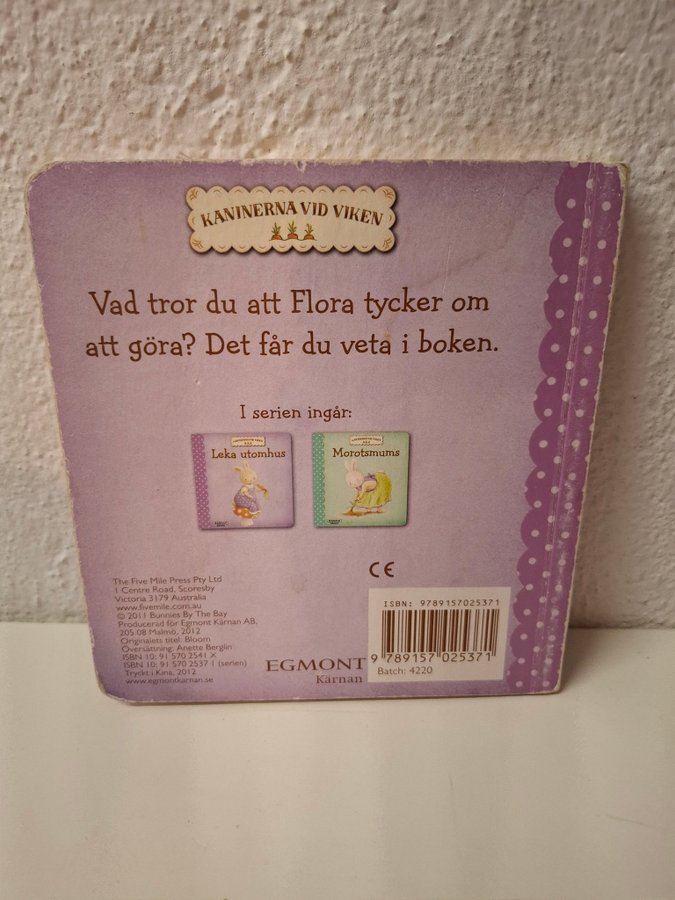 KANINERNA VID VIKEN
Vad tror du att Flora tycker om
att göra? Det får du veta i boken.
I serien ingår:
Leka utomhus
Morotsmums
The Five Mile Press Pty Ltd
1 Centre Road, Scoresby
Victoria 3179 Australia
www.fivemile.com.au
© 2011 Bunnies By The Bay
Producerad för Egmont Kärnan AB,
205 08 Malmö, 2012
Originalets titel: Bloom
Översättning: Anette Berglin
ISBN 10: 91 570 2541 X
ISBN 10: 91 570 2537 1 (serien)
Tryckt i Kina, 2012
www.egmontkarnan.se
EGMONT
Kärnan
CE
ISBN: 9789157025371
9 789157 025371
Batch: 4220